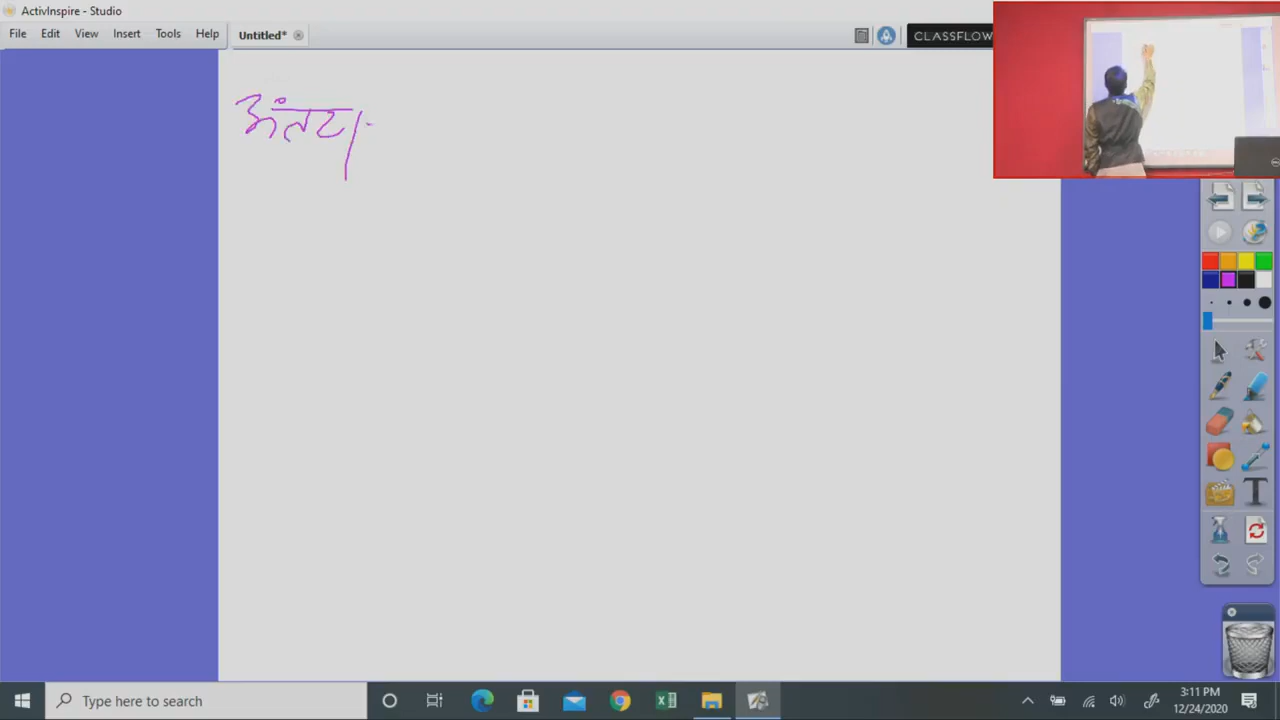 ActivInspire - Studio
File Edit View Insert Tools Help Untitled* CLASSFLOW
अंतय
T
Type here to search
3:11 PM
12/24/2020